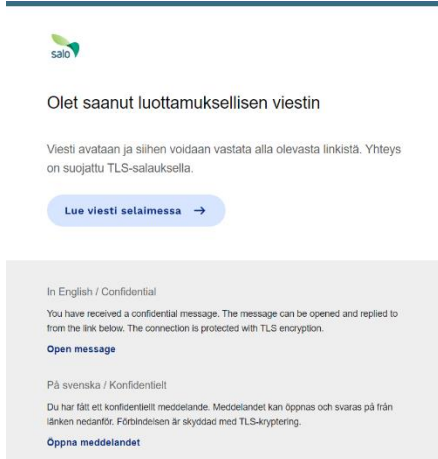 salo
Olet saanut luottamuksellisen viestin
Viesti avataan ja siihen voidaan vastata alla olevasta linkistä. Yhteys
on suojattu TLS-salauksella.
Lue viesti selaimessa →
In English / Confidential
You have received a confidential message. The message can be opened and replied to
from the link below. The connection is protected with TLS encryption.
Open message
På svenska / Konfidentielt
Du har fått ett konfidentiellt meddelande. Meddelandet kan öppnas och svaras på från
länken nedanför. Förbindelsen är skyddad med TLS-kryptering.
Öppna meddelandet